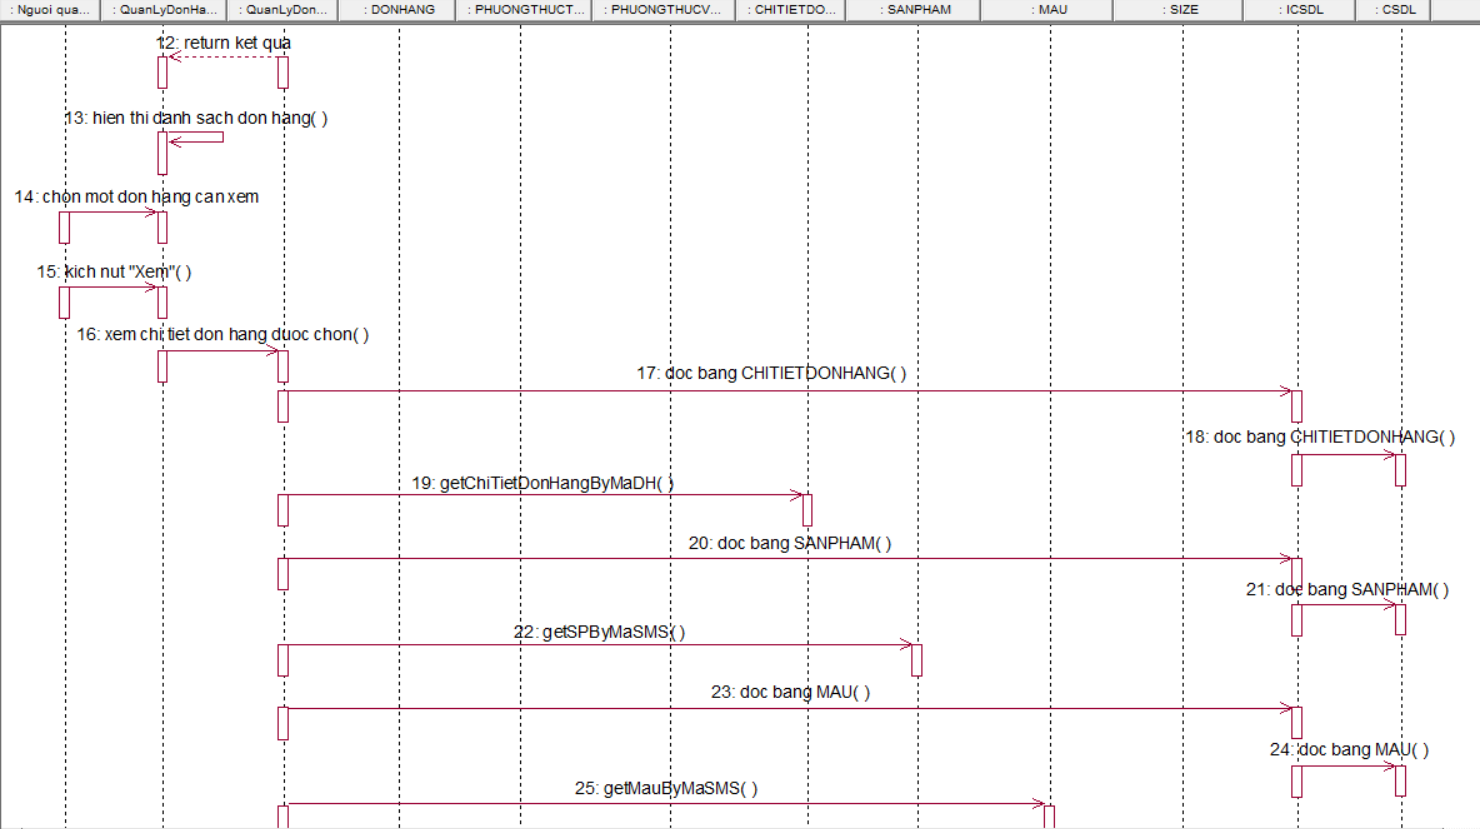 : Nguoi qua...
: QuanLyDonHa...
: QuanLyDon...
: DONHANG
: PHUONGTHUCT...
: PHUONGTHUCV...
: CHITIETDO...
: SANPHAM
: MAU
: SIZE
: ICSDL
: CSDL
12: return ket qua
13: hien thi danh sach don hang( )
14: chon mot don hang can xem
15: kich nut "Xem"( )
16: xem chi tiet don hang duoc chon( )
17: doc bang CHITIETDONHANG( )
18: doc bang CHITIETDONHANG( )
19: getChiTietDonHangByMaDH( )
20: doc bang SANPHAM( )
21: doc bang SANPHAM( )
22: getSPByMaSMS( )
23: doc bang MAU( )
24: doc bang MAU( )
25: getMauByMaSMS( )